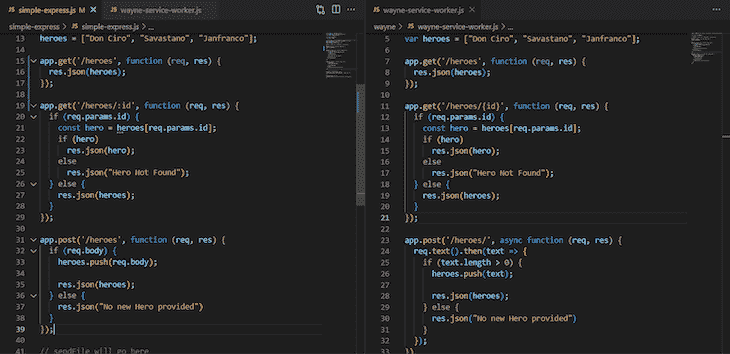 simple-express.js M
wayne-service-worker.js
simple-express > simple-express.js > ...
13 heroes = ["Don Ciro", "Savastano", "Janfranco"];
14
15 app.get('/heroes', function (req, res) {
16 res.json(heroes);
17 });
18
19 app.get('/heroes/:id', function (req, res) {
20 if (req.params.id) {
21 const hero = heroes[req.params.id];
22 if (hero)
23 res.json(hero);
24 else
25 res.json("Hero Not Found");
26 } else {
27 res.json(heroes);
28 }
29 });
30
31 app.post('/heroes', function (req, res) {
32 if (req.body) {
33 heroes.push(req.body);
34
35 res.json(heroes);
36 } else {
37 res.json("No new Hero provided")
38 }
39 });
40
41 // sendFile will go here
wayne-service-worker.js
wayne > wayne-service-worker.js > ...
5 var heroes = ["Don Ciro", "Savastano", "Janfranco"];
6
7 app.get('/heroes', function (req, res) {
8 res.json(heroes);
9 });
10
11 app.get('/heroes/{id}', function (req, res) {
12 if (req.params.id) {
13 const hero = heroes[req.params.id];
14 if (hero)
15 res.json(hero);
16 else
17 res.json("Hero Not Found");
18 } else {
19 res.json(heroes);
20 }
21 });
22
23 app.post('/heroes/', async function (req, res) {
24 req.text().then(text => {
25 if (text.length > 0) {
26 heroes.push(text);
27
28 res.json(heroes);
29 } else {
30 res.json("No new Hero provided")
31 }
32 });
33 })